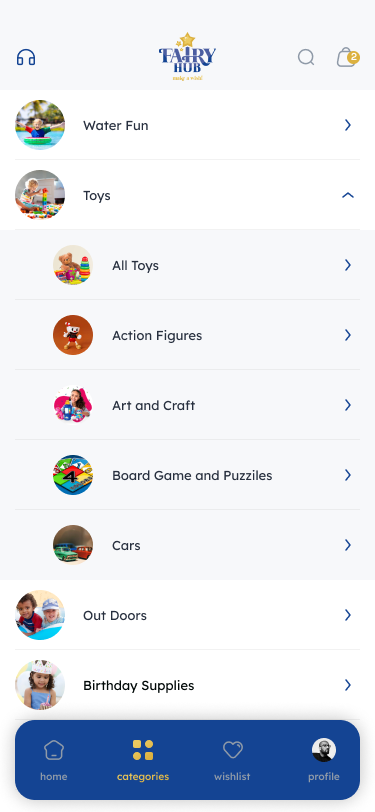 FAIRY
HUB
baby & kids
2
Water Fun
Toys
All Toys
Action Figures
Art and Craft
4
Board Game and Puzziles
Cars
Out Doors
Birthday Supplies
home
categories
wishlist
profile